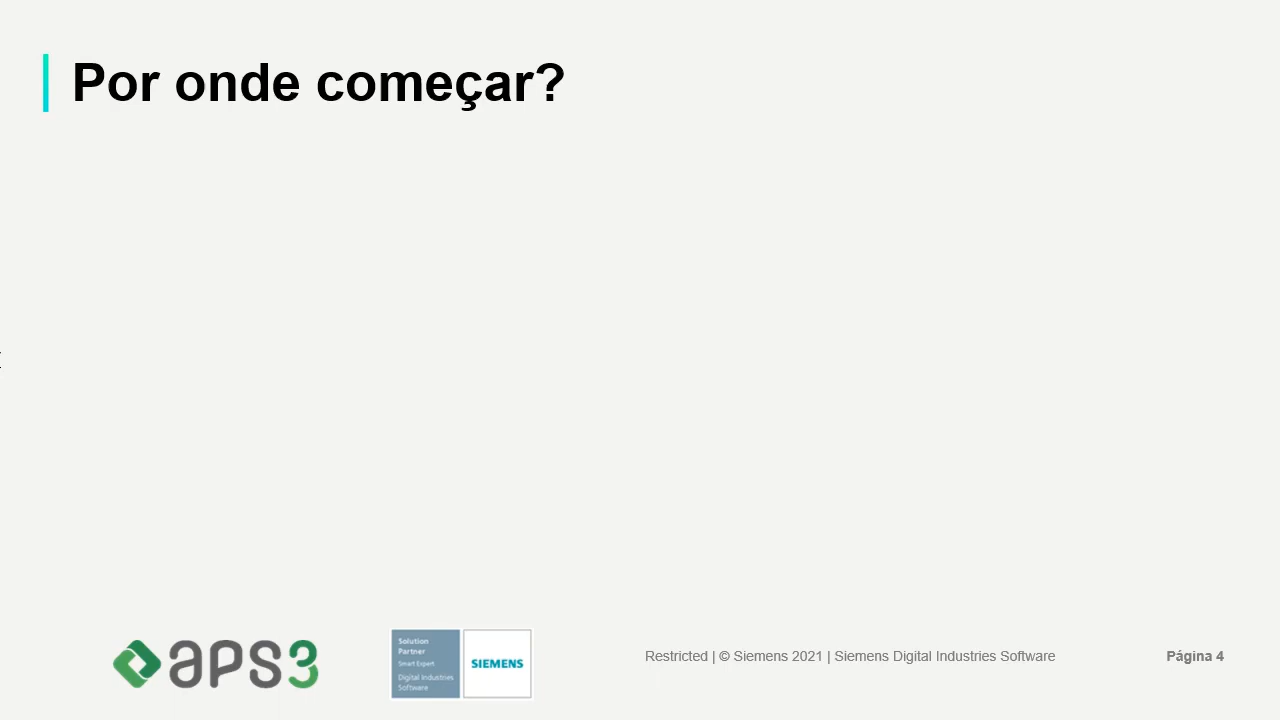 Por onde começar?
aps3
Solution
Partner
Smart Expert
Digital Industries
Software
SIEMENS
Restricted | © Siemens 2021 | Siemens Digital Industries Software
Página 4